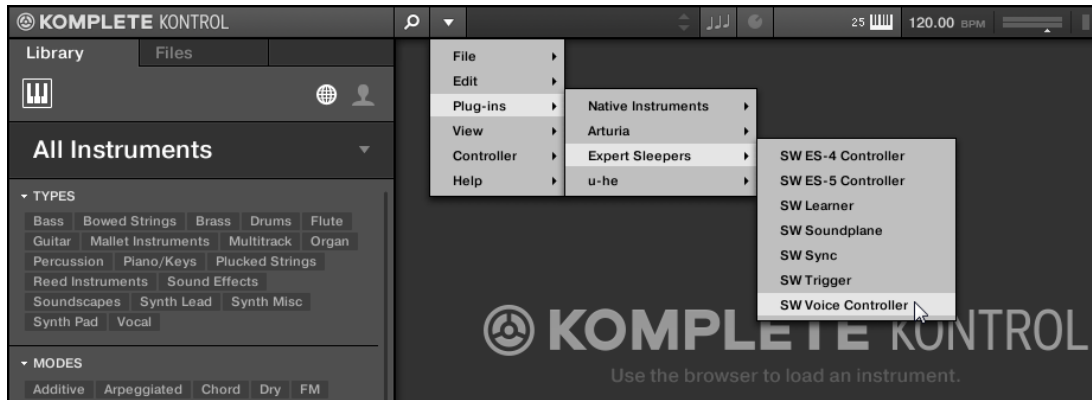 KOMPLETE KONTROL
25
120.00 BPM
Library
Files
All Instruments
TYPES
Bass Bowed Strings Brass Drums Flute
Guitar Mallet Instruments Multitrack Organ
Percussion Piano/Keys Plucked Strings
Reed Instruments Sound Effects
Soundscapes Synth Lead Synth Misc
Synth Pad Vocal
MODES
Additive Arpeggiated Chord Dry FM
File
Edit
Plug-ins
View
Controller
Help
Native Instruments
Arturia
Expert Sleepers
u-he
SW ES-4 Controller
SW ES-5 Controller
SW Learner
SW Soundplane
SW Sync
SW Trigger
SW Voice Controller
KOMPLETE KONTROL
Use the browser to load an instrument.